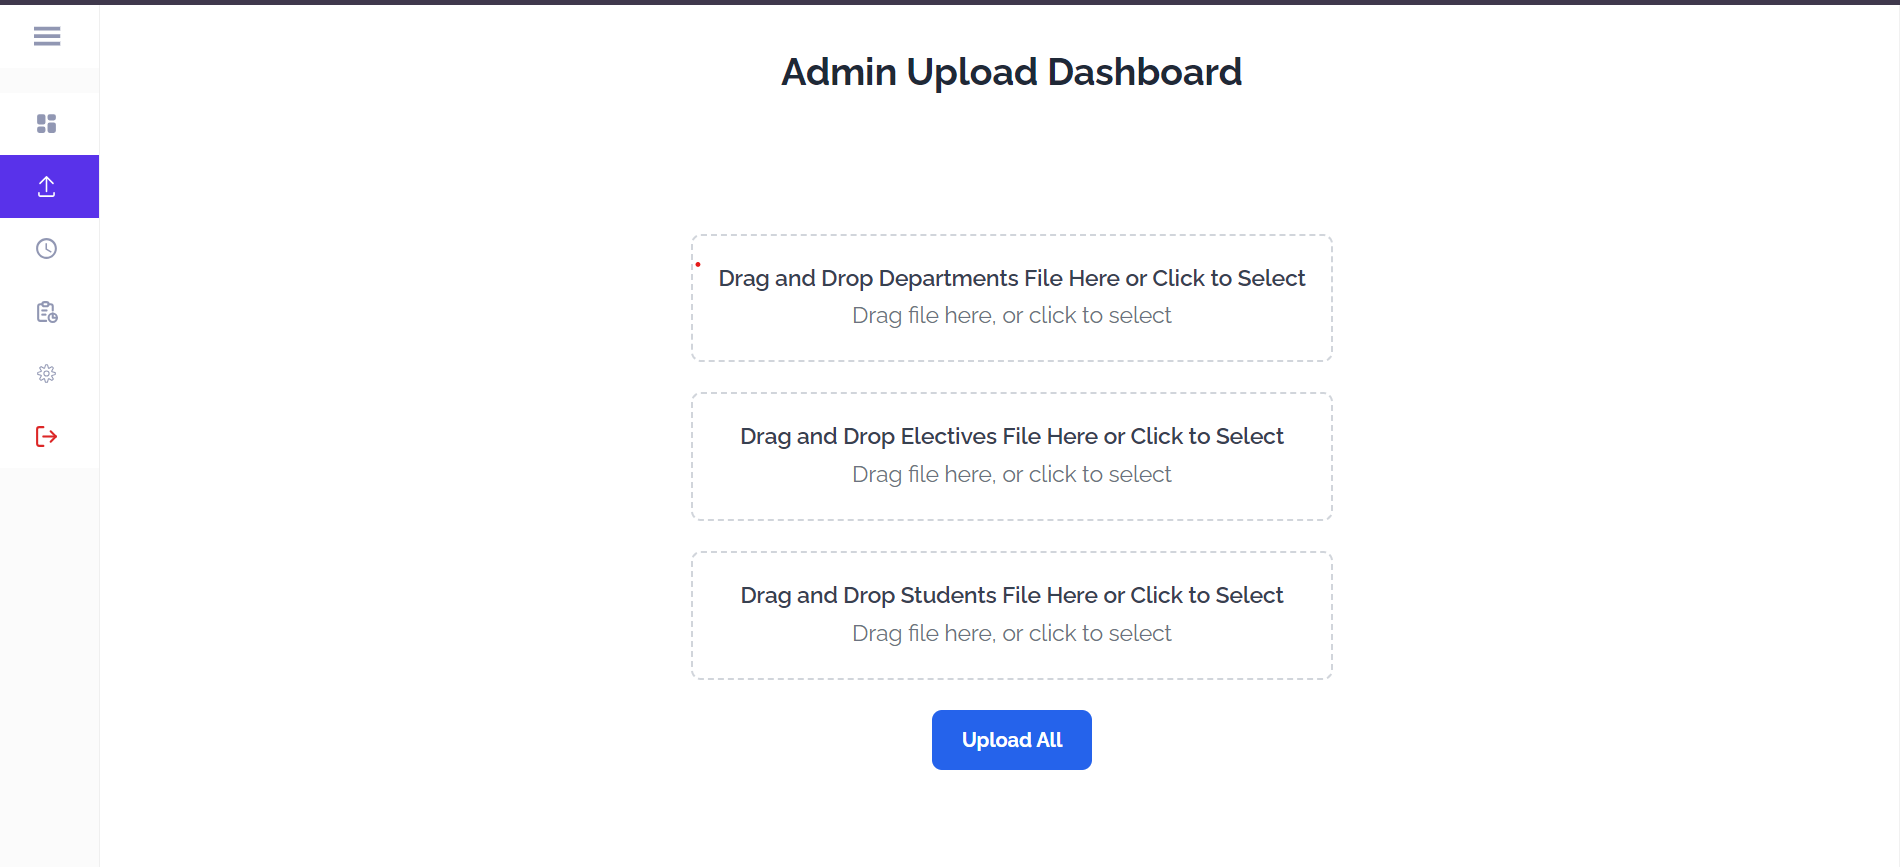 Admin Upload Dashboard
Drag and Drop Departments File Here or Click to Select
Drag file here, or click to select
Drag and Drop Electives File Here or Click to Select
Drag file here, or click to select
Drag and Drop Students File Here or Click to Select
Drag file here, or click to select
Upload All